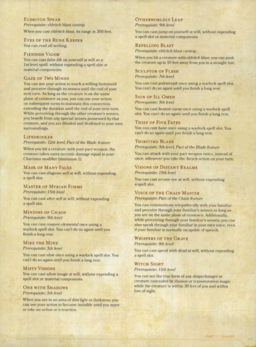 ELDRITCH SPEAR
Prerequisite: eldritch blast cantrip
When you cast eldritch blast, its range is 300 feet.
EYES OF THE RUNE KEEPER
You can read all writing.
FIENDISH VIGOR
You can cast false life on yourself at will as a
1st-level spell, without expending a spell slot or
material components.
GAZE OF TWO MINDS
You can use your action to touch a willing humanoid
and perceive through its senses until the end of your
next turn. As long as the creature is on the same
plane of existence as you, you can use your action
on subsequent turns to maintain this connection,
extending the duration until the end of your next turn.
While perceiving through the other creature's senses,
you benefit from any special senses possessed by that
creature, and you are blinded and deafened to your own
surroundings.
LIFEDRINKER
Prerequisite: 12th level, Pact of the Blade feature
When you hit a creature with your pact weapon, the
creature takes extra necrotic damage equal to your
Charisma modifier (minimum 1).
MASK OF MANY FACES
You can cast disguise self at will, without expending
a spell slot.
MASTER OF MYRIAD FORMS
Prerequisite: 15th level
You can cast alter self at will, without expending
a spell slot.
MINIONS OF CHAOS
Prerequisite: 9th level
You can cast conjure elemental once using a
warlock spell slot. You can't do so again until you
finish a long rest.
MIRE THE MIND
Prerequisite: 5th level
You can cast slow once using a warlock spell slot. You
can't do so again until you finish a long rest.
MISTY VISIONS
You can cast silent image at will, without expending a
spell slot or material components.
ONE WITH SHADOWS
Prerequisite: 5th level
When you are in an area of dim light or darkness, you
can use your action to become invisible until you move
or take an action or a reaction.
OTHERWORLDLY LEAP
Prerequisite: 9th level
You can cast jump on yourself at will, without expending
a spell slot or material components.
REPELLING BLAST
Prerequisite: eldritch blast cantrip
When you hit a creature with eldritch blast, you can push
the creature up to 10 feet away from you in a straight line.
SCULPTOR OF FLESH
Prerequisite: 7th level
You can cast polymorph once using a warlock spell slot.
You can't do so again until you finish a long rest.
SIGN OF ILL OMEN
Prerequisite: 5th level
You can cast bestow curse once using a warlock spell
slot. You can't do so again until you finish a long rest.
THIEF OF FIVE FATES
You can cast bane once using a warlock spell slot. You
can't do so again until you finish a long rest.
THIRSTING BLADE
Prerequisite: 5th level, Pact of the Blade feature
You can attack with your pact weapon twice, instead of
once, whenever you take the Attack action on your turn.
VISIONS OF DISTANT REALMS
Prerequisite: 15th level
You can cast arcane eye at will, without expending
a spell slot.
VOICE OF THE CHAIN MASTER
Prerequisite: Pact of the Chain feature
You can communicate telepathically with your familiar
and perceive through your familiar's senses as long as
you are on the same plane of existence. Additionally,
while perceiving through your familiar's senses, you can
also speak through your familiar in your own voice, even
if your familiar is normally incapable of speech.
WHISPERS OF THE GRAVE
Prerequisite: 9th level
You can cast speak with dead at will, without expending
a spell slot.
WITCH SIGHT
Prerequisite: 15th level
You can see the true form of any shapechanger or
creature concealed by illusion or transmutation magic
while the creature is within 30 feet of you and within
line of sight.